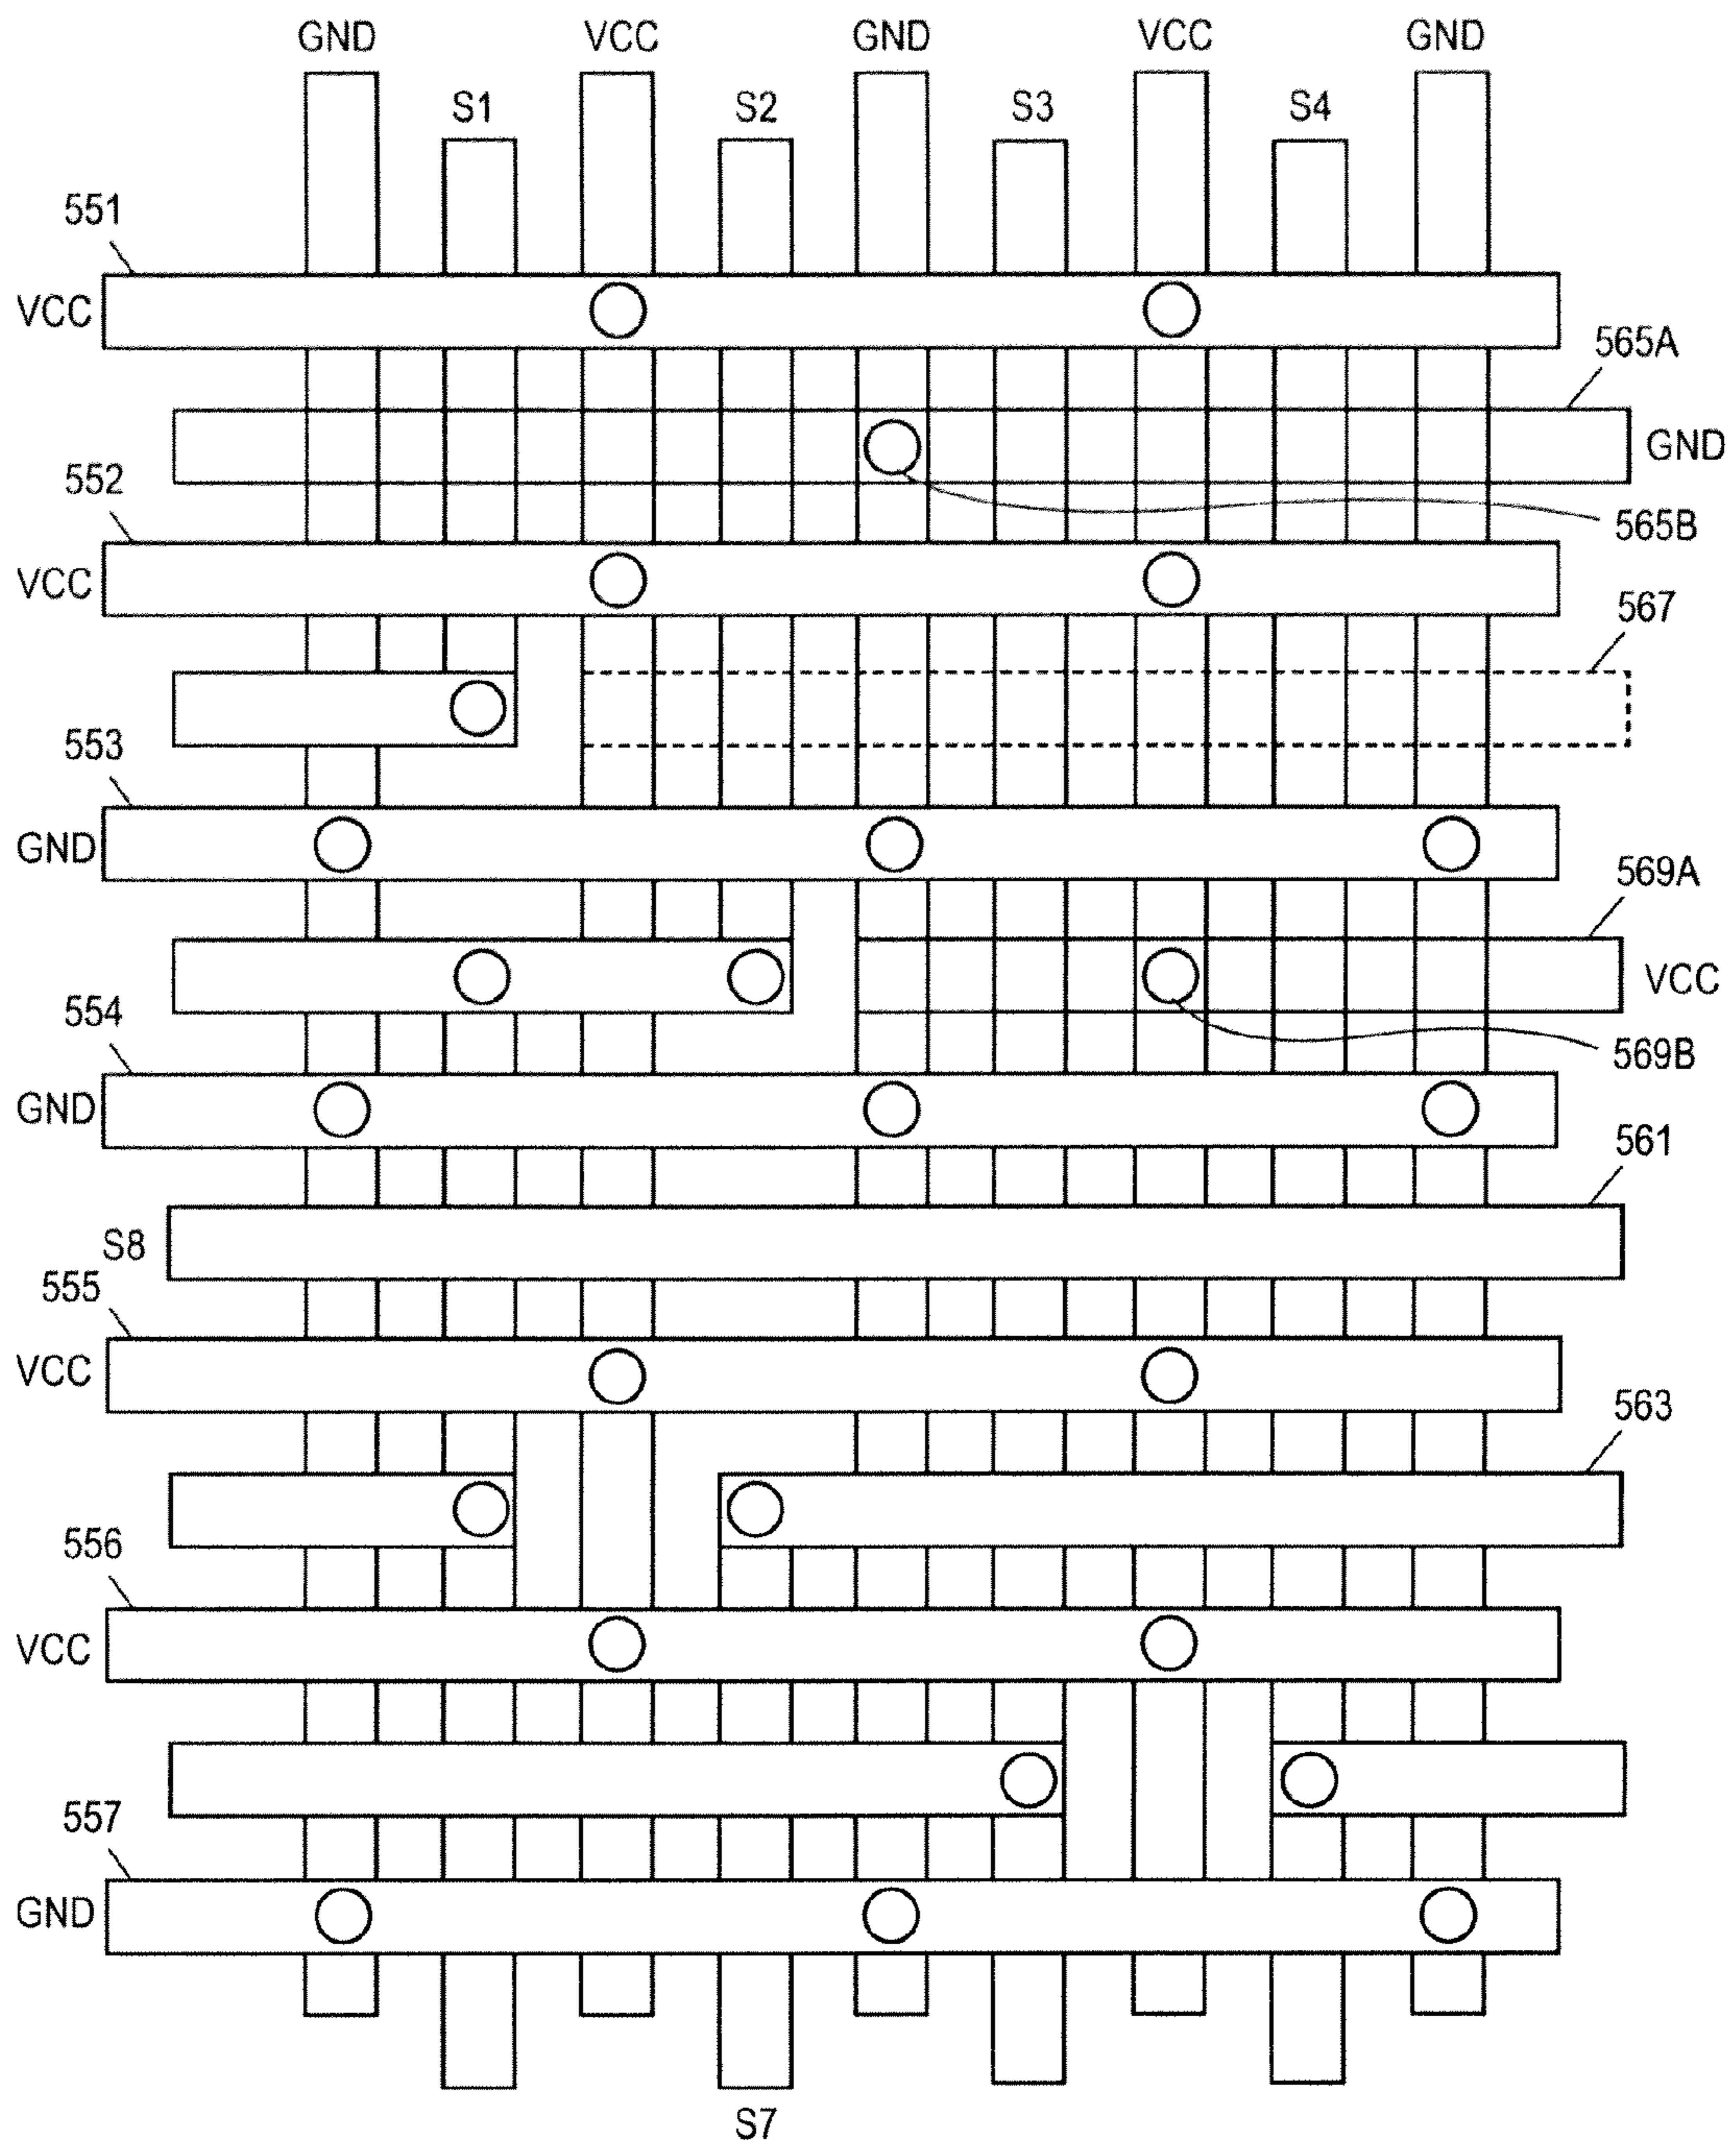 GND VCC GND VCC GND
S1 S2 S3 S4
551
VCC
565A
GND
552
565B
VCC
567
553
GND
569A
VCC
554
569B
GND
561
S8
555
VCC
563
556
VCC
557
GND
S7